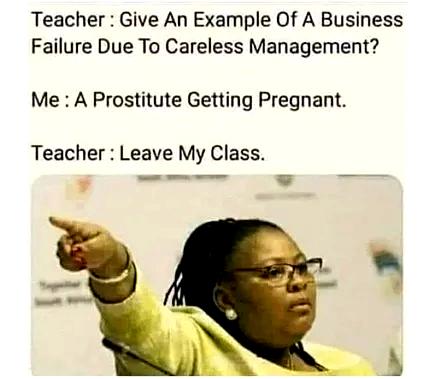 Teacher : Give An Example Of A Business
Failure Due To Careless Management?
Me : A Prostitute Getting Pregnant.
Teacher : Leave My Class.